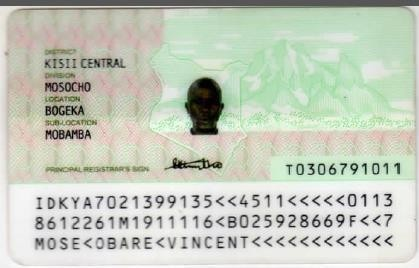 DISTRICT
KISII CENTRAL
DIVISION
MOSOCHO
LOCATION
BOGEKA
SUB-LOCATION
MOBAMBA
PRINCIPAL REGISTRAR'S SIGN.
T0306791011
IDKYA7021399135<<4511<<<<<0113
8612261M1911116<B025928669F<<7
MOSE<OBARE<VINCENT<<<<<<<<<<<<